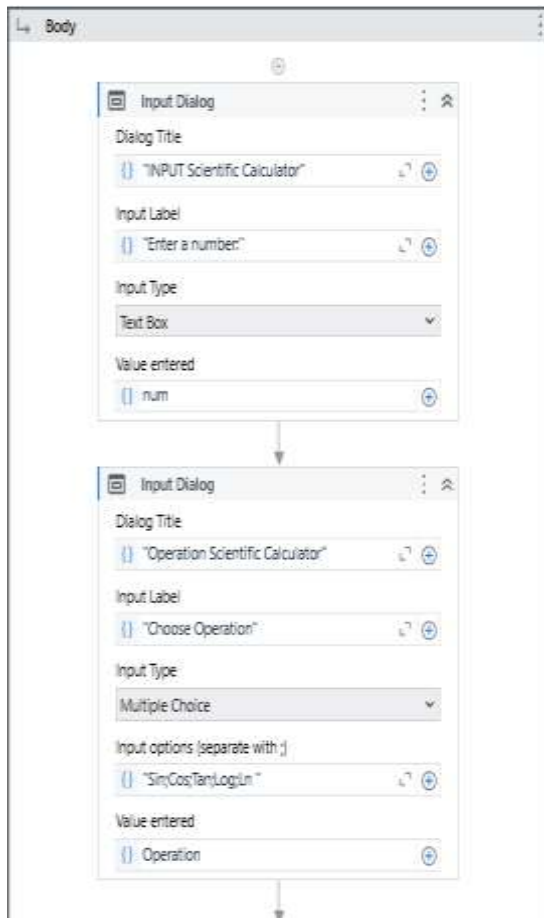 Body
Input Dialog
Dialog Title
"INPUT Scientific Calculator"
Input Label
"Enter a number:"
Input Type
Text Box
Value entered
num
Input Dialog
Dialog Title
"Operation Scientific Calculator"
Input Label
"Choose Operation"
Input Type
Multiple Choice
Input options (separate with ;)
"Sin;Cos;Tan;Log;Ln "
Value entered
Operation